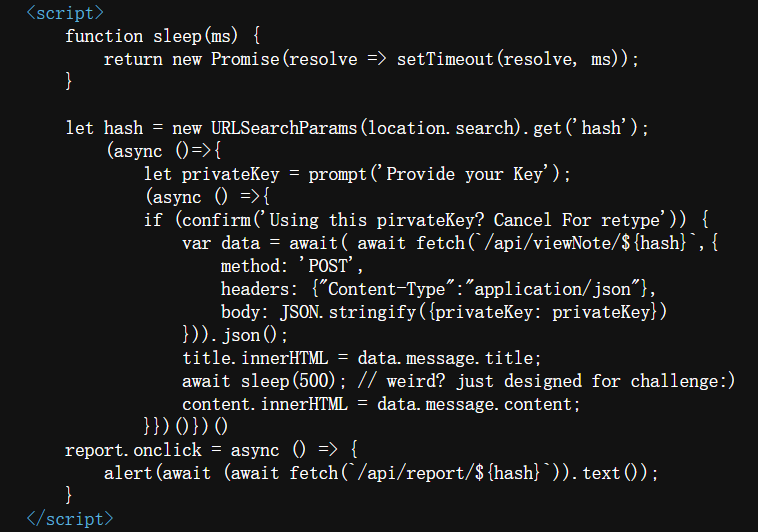 <script>
function sleep(ms) {
return new Promise(resolve => setTimeout(resolve, ms));
}
let hash = new URLSearchParams(location.search).get('hash');
(async ()=>{
let privateKey = prompt('Provide your Key');
(async () =>{
if (confirm('Using this pirvateKey? Cancel For retype')) {
var data = await( await fetch(`/api/viewNote/${hash}`,{
method: 'POST',
headers: {"Content-Type":"application/json"},
body: JSON.stringify({privateKey: privateKey})
})).json();
title.innerHTML = data.message.title;
await sleep(500); // weird? just designed for challenge:)
content.innerHTML = data.message.content;
}})()})()
report.onclick = async () => {
alert(await (await fetch(`/api/report/${hash}`)).text());
}
</script>